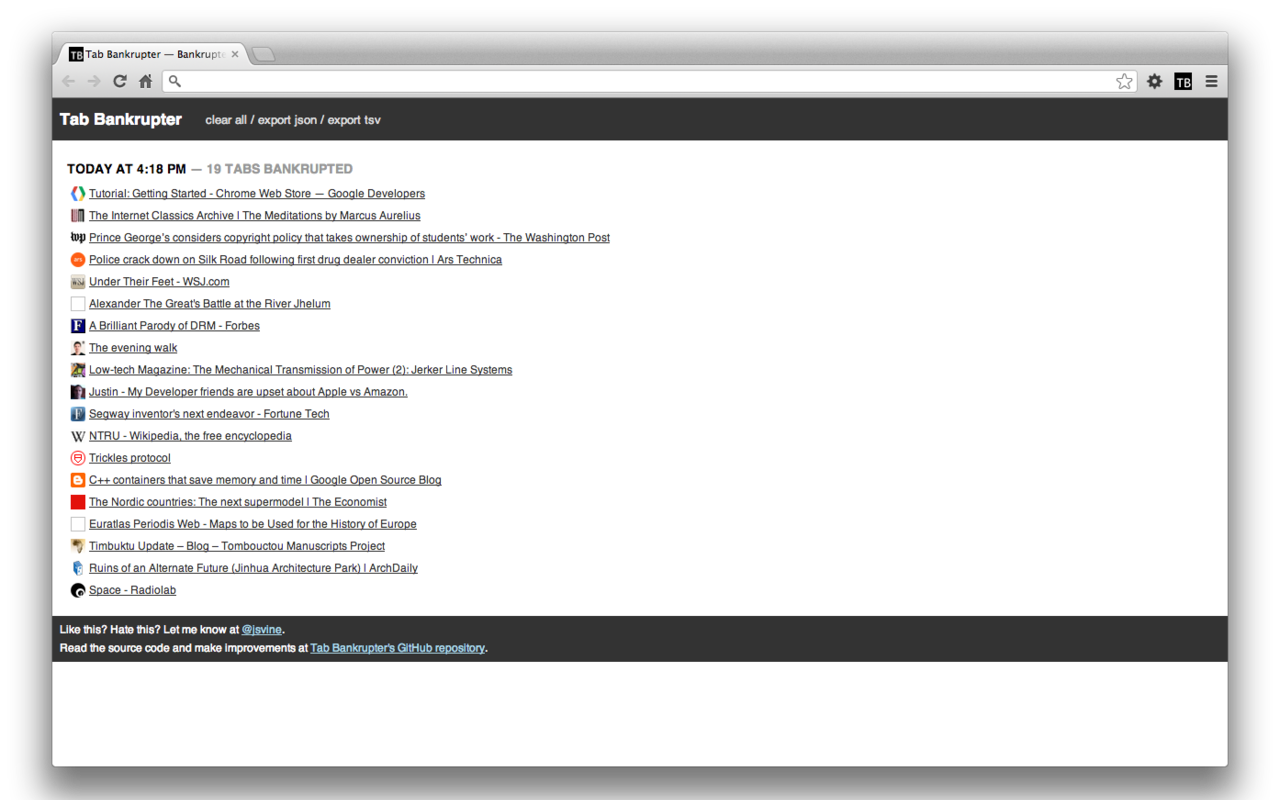 TB Tab Bankrupter — Bankrupte
TB
Tab Bankrupter clear all / export json / export tsv
TODAY AT 4:18 PM — 19 TABS BANKRUPTED
Tutorial: Getting Started - Chrome Web Store — Google Developers
The Internet Classics Archive | The Meditations by Marcus Aurelius
wp Prince George's considers copyright policy that takes ownership of students' work - The Washington Post
ars Police crack down on Silk Road following first drug dealer conviction | Ars Technica
WSJ Under Their Feet - WSJ.com
Alexander The Great's Battle at the River Jhelum
F A Brilliant Parody of DRM - Forbes
The evening walk
Low-tech Magazine: The Mechanical Transmission of Power (2): Jerker Line Systems
Justin - My Developer friends are upset about Apple vs Amazon.
F Segway inventor's next endeavor - Fortune Tech
W NTRU - Wikipedia, the free encyclopedia
Trickles protocol
C++ containers that save memory and time | Google Open Source Blog
The Nordic countries: The next supermodel | The Economist
Euratlas Periodis Web - Maps to be Used for the History of Europe
Timbuktu Update – Blog – Tombouctou Manuscripts Project
Ruins of an Alternate Future (Jinhua Architecture Park) | ArchDaily
Space - Radiolab
Like this? Hate this? Let me know at @jsvine.
Read the source code and make improvements at Tab Bankrupter's GitHub repository.